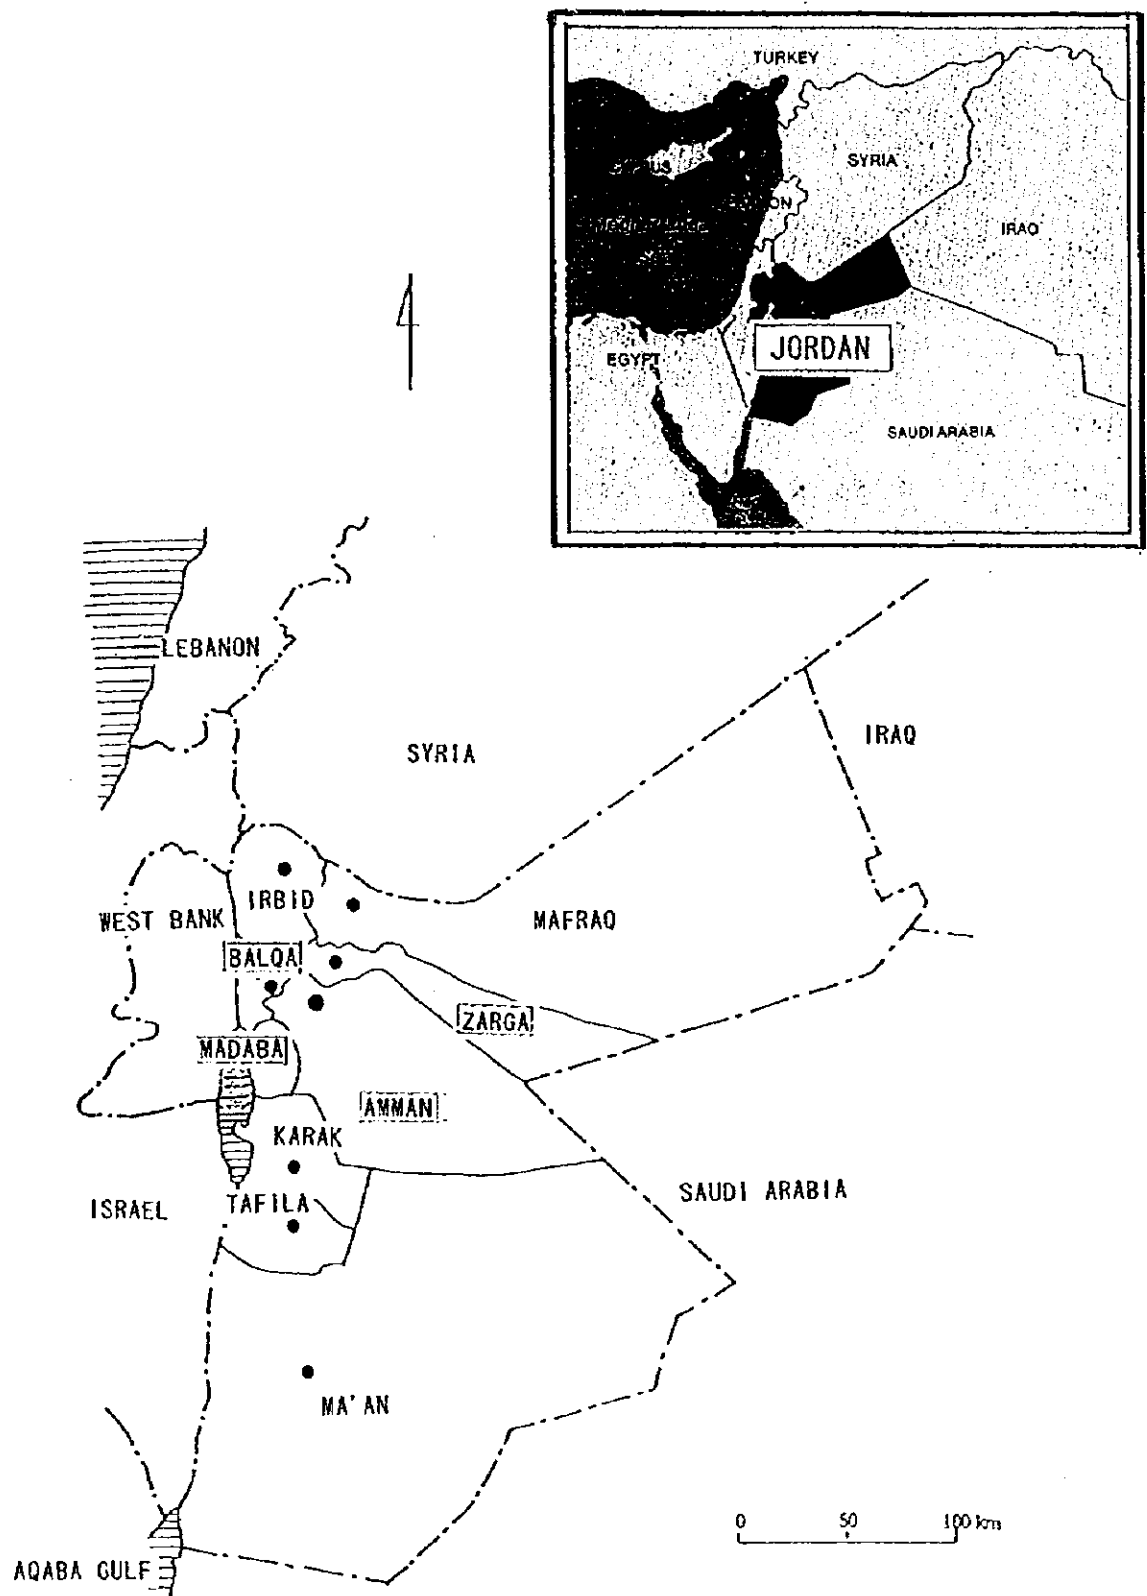 TURKEY
SYRIA
IRAQ
JORDAN
EGYPT
SAUDI ARABIA
LEBANON
SYRIA
IRAQ
IRBID
WEST BANK
MAFRAQ
BALQA
ZARGA
MADABA
AMMAN
KARAK
TAFILA
SAUDI ARABIA
ISRAEL
MA'AN
0 50 100 km
AQABA GULF